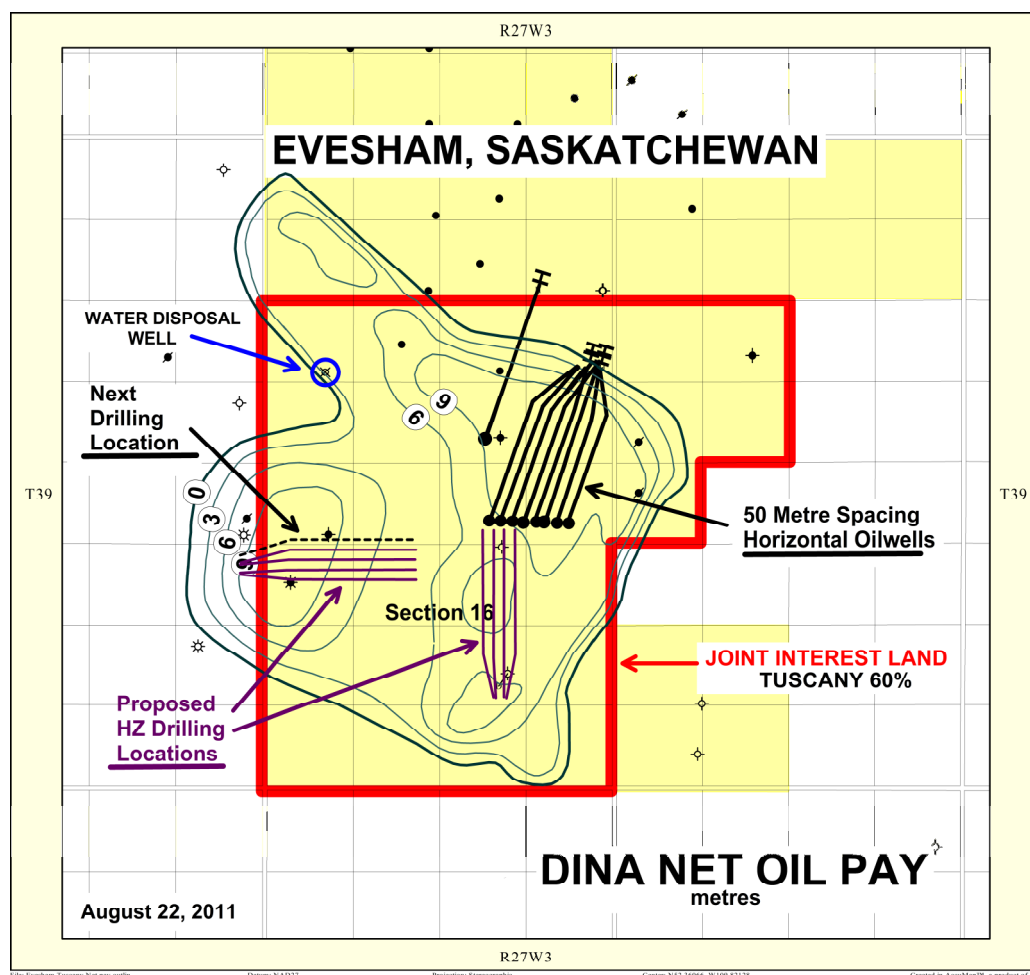 R27W3
EVESHAM, SASKATCHEWAN
WATER DISPOSAL
WELL
Next
Drilling
Location
9
6
T39
T39
0
3
6
9
50 Metre Spacing
Horizontal Oilwells
Section 16
JOINT INTEREST LAND
TUSCANY 60%
Proposed
HZ Drilling
Locations
DINA NET OIL PAY
metres
August 22, 2011
R27W3